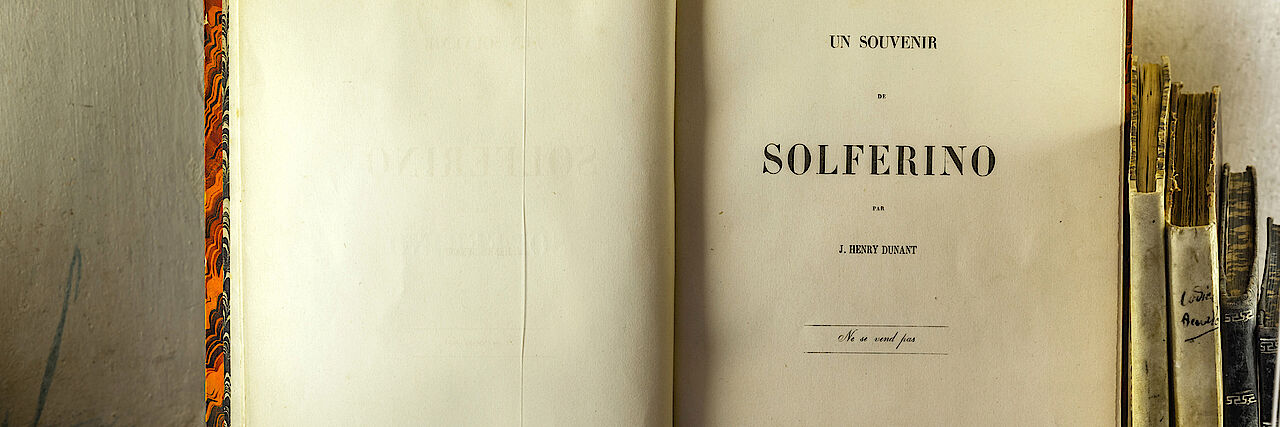 UN SOUVENIR
DE
SOLFERINO
PAR
J. HENRY DUNANT
Ne se vend pas